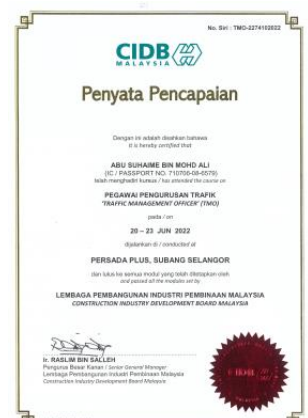 No. Siri : TMO-2274102022
CIDB
MALAYSIA
Penyata Pencapaian
Dengan ini adalah disahkan bahawa
It is hereby certified that
ABU SUHAIME BIN MOHD ALI
(IC / PASSPORT NO. 710706-08-6579)
telah menghadiri kursus / has attended the course on
PEGAWAI PENGURUSAN TRAFIK
"TRAFFIC MANAGEMENT OFFICER" (TMO)
pada / on
20 – 23 JUN 2022
dijalankan di / conducted at
PERSADA PLUS, SUBANG SELANGOR
dan lulus ke semua modul yang telah ditetapkan oleh
and passed all the modules set by
LEMBAGA PEMBANGUNAN INDUSTRI PEMBINAAN MALAYSIA
CONSTRUCTION INDUSTRY DEVELOPMENT BOARD MALAYSIA
Ir. RASLIM BIN SALLEH
Pengurus Besar Kanan / Senior General Manager
Lembaga Pembangunan Industri Pembinaan Malaysia
Construction Industry Development Board Malaysia